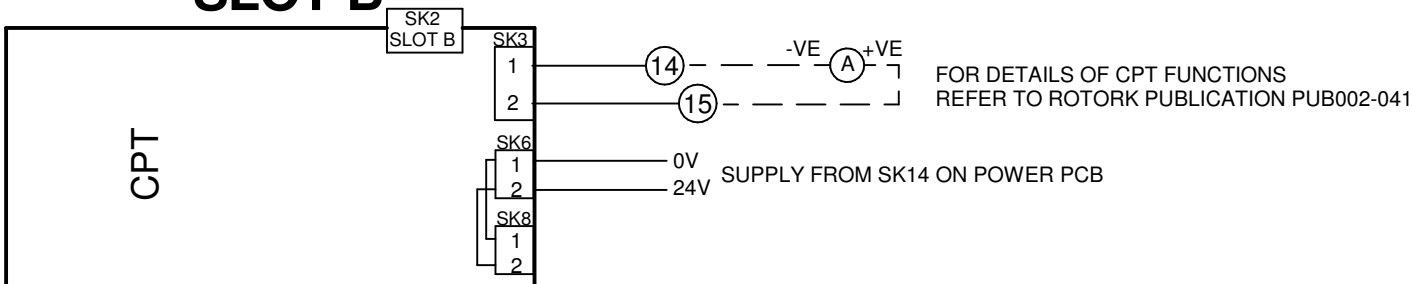 SLOT B
SK2
SLOT B
SK3
1
2
14
15
-VE
A
+VE
FOR DETAILS OF CPT FUNCTIONS
REFER TO ROTORK PUBLICATION PUB002-041
CPT
SK6
1
2
0V
24V
SUPPLY FROM SK14 ON POWER PCB
SK8
1
2